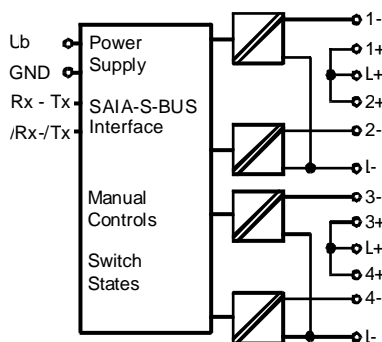 Ub
GND
Rx - Tx
/Rx-/Tx
Power
Supply
SAIA-S-BUS
Interface
Manual
Controls
Switch
States
1-
1+
L+
2+
2-
L-
3-
3+
L+
4+
4-
L-